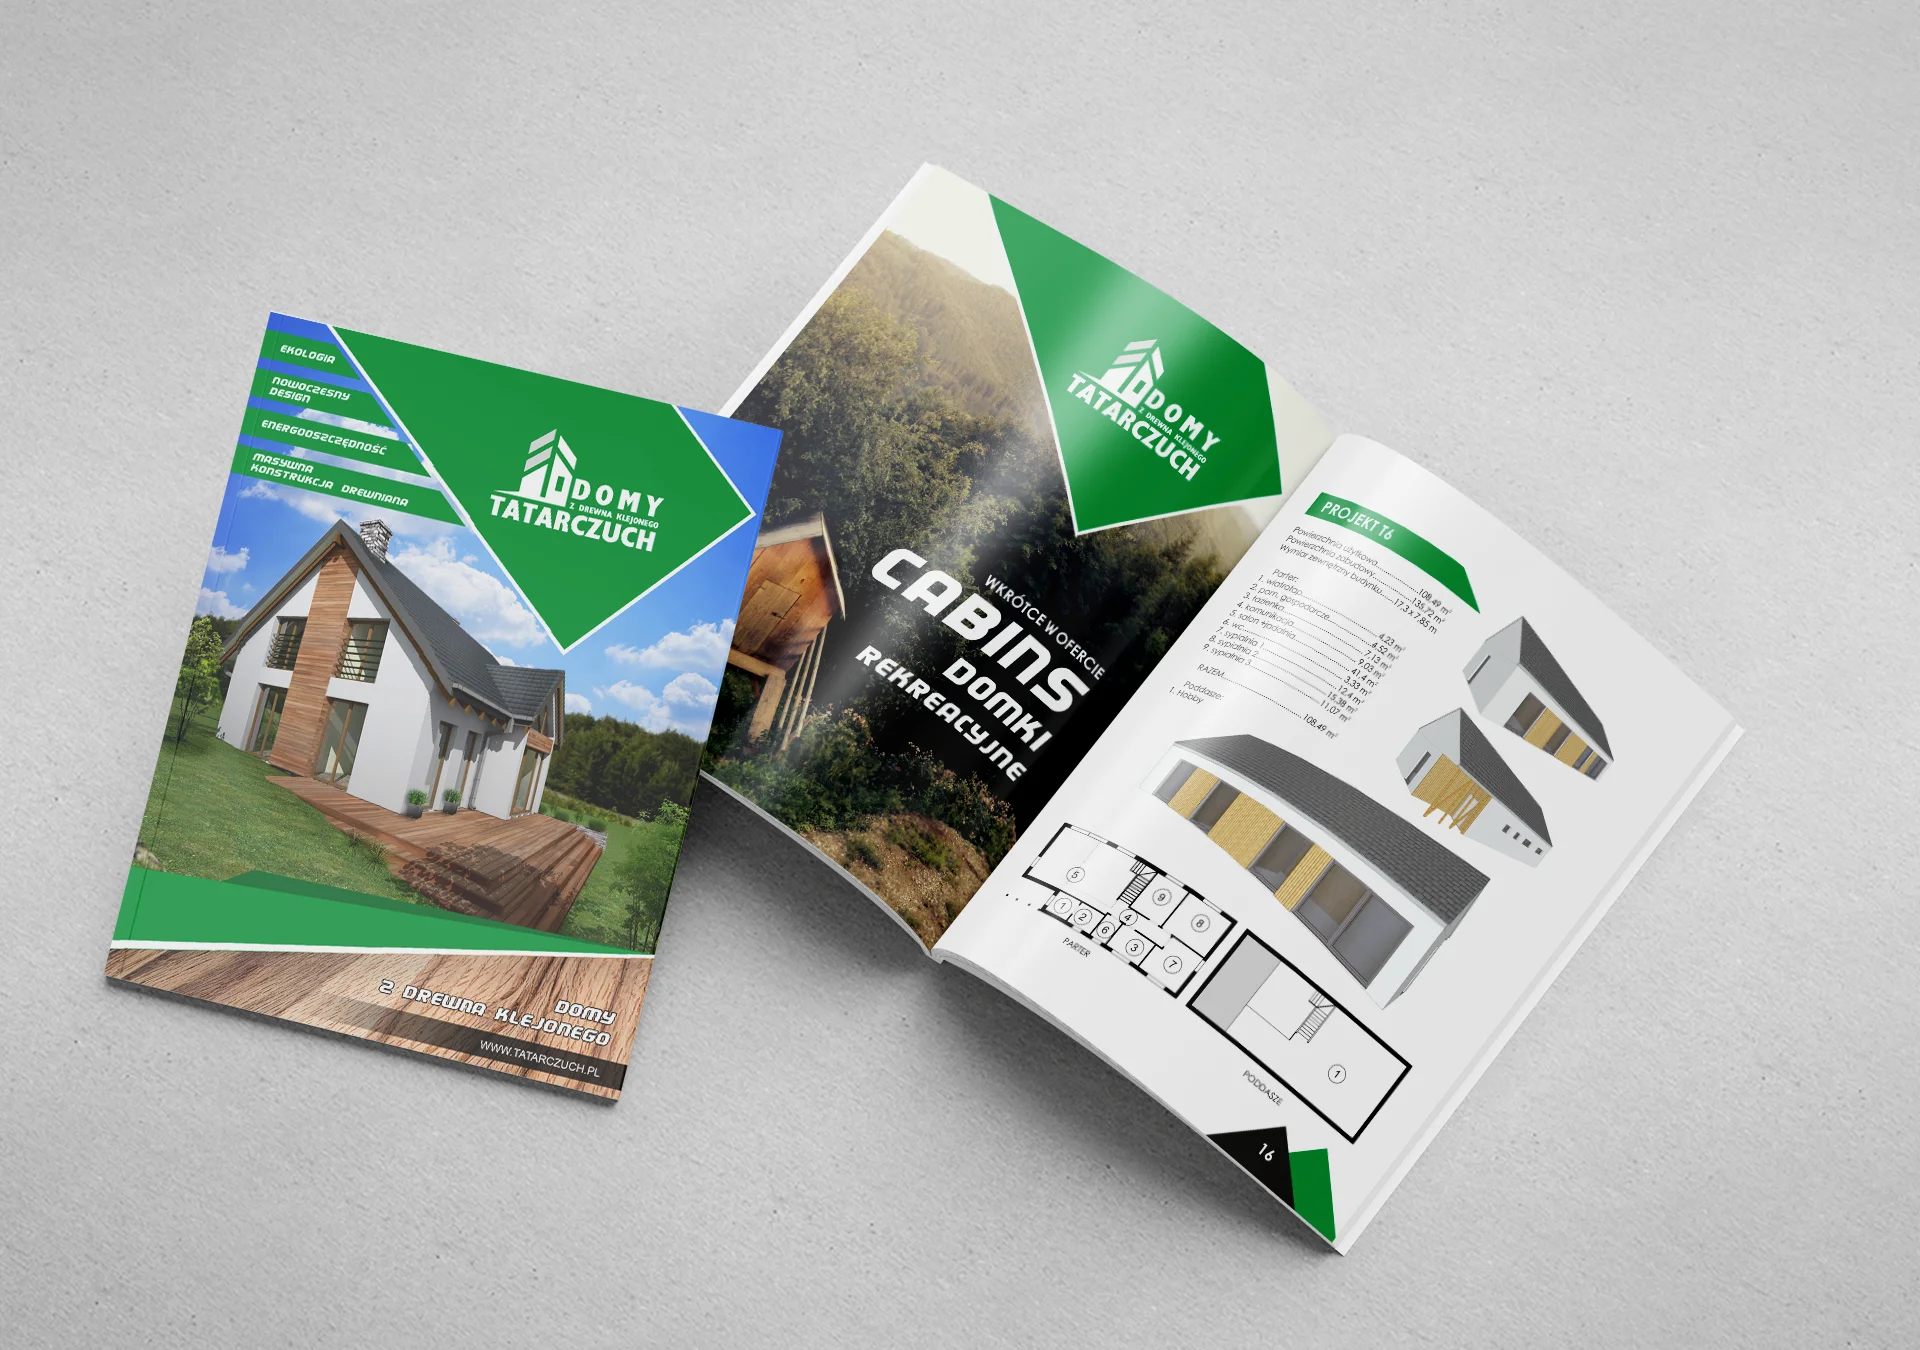 EKOLOGIA
NOWOCZESNY
DESIGN
ENERGOOSZCZĘDNOŚĆ
MASYWNA
KONSTRUKCJA DREWNIANA
DOMY
Z DREWNA KLEJONEGO
TATARCZUCH
DOMY
Z DREWNA KLEJONEGO
WWW.TATARCZUCH.PL
DOMY
Z DREWNA KLEJONEGO
TATARCZUCH
WKRÓTCE W OFERCIE
CABINS
DOMKI
REKREACYJNE
PROJEKT T6
Powierzchnia użytkowa 108,49 m²
Powierzchnia zabudowy 135,72 m²
Wymiar zewnętrzny budynku 17,3 x 7,85 m
Parter:
1. wiatrołap 4,23 m²
2. pom. gospodarcze 4,52 m²
3. łazienka 7,13 m²
4. komunikacja 9,03 m²
5. salon +jadalnia 41,4 m²
6. wc 3,33 m²
7. sypialnia 1 12,4 m²
8. sypialnia 2 15,38 m²
9. sypialnia 3 11,07 m²
RAZEM 108,49 m²
Poddasze:
1. Hobby
5
9
8
1
2
4
6
3
7
PARTER
1
PODDASZE
16